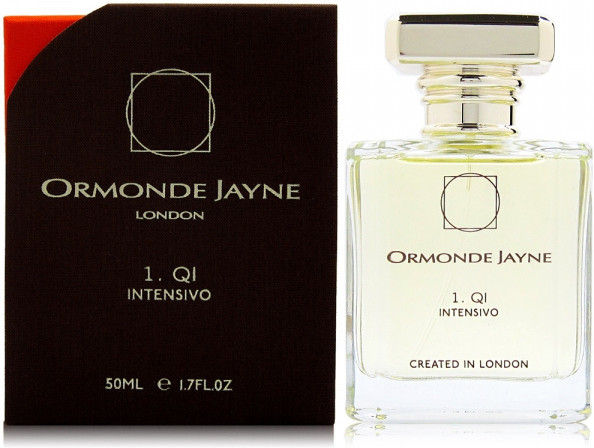 ORMONDE JAYNE
LONDON
1. QI
INTENSIVO
50ML e 1.7FL.OZ
ORMONDE JAYNE
1. QI
INTENSIVO
CREATED IN LONDON